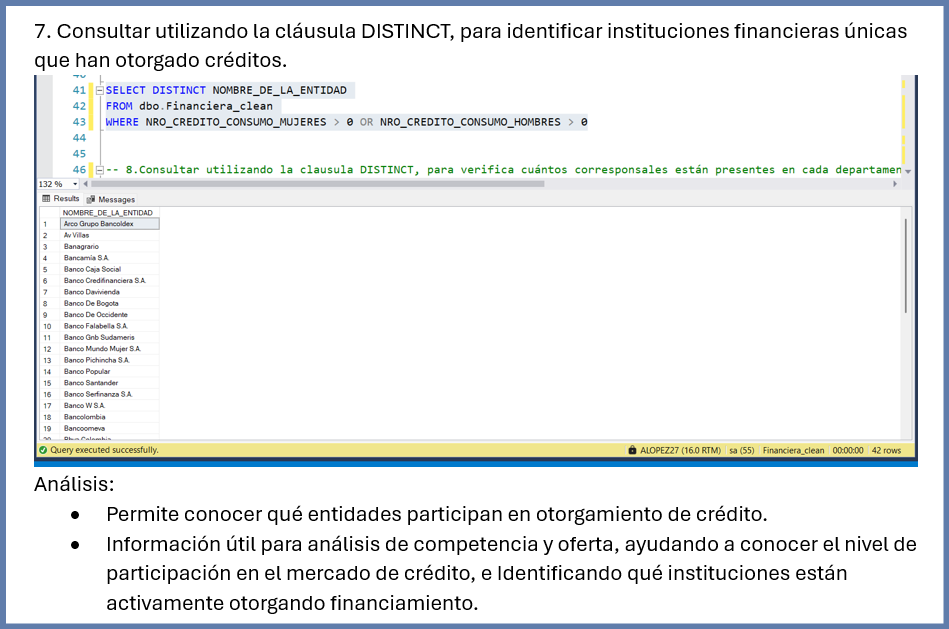 7. Consultar utilizando la cláusula DISTINCT, para identificar instituciones financieras únicas
que han otorgado créditos.
41 SELECT DISTINCT NOMBRE_DE_LA_ENTIDAD
42 FROM dbo.Financiera_clean
43 WHERE NRO_CREDITO_CONSUMO_MUJERES > 0 OR NRO_CREDITO_CONSUMO_HOMBRES > 0
44
45
46 -- 8.Consultar utilizando la clausula DISTINCT, para verifica cuántos corresponsales están presentes en cada departamen
132 %
Results Messages
NOMBRE_DE_LA_ENTIDAD
1 Arco Grupo Bancoldex
2 Av Villas
3 Banagrario
4 Bancamía S.A.
5 Banco Caja Social
6 Banco Credifinanciera S.A.
7 Banco Davivienda
8 Banco De Bogota
9 Banco De Occidente
10 Banco Falabella S.A.
11 Banco Gnb Sudameris
12 Banco Mundo Mujer S.A.
13 Banco Pichincha S.A.
14 Banco Popular
15 Banco Santander
16 Banco Serfinanza S.A.
17 Banco W S.A.
18 Bancolombia
19 Bancoomeva
20 Bbva Colombia
Query executed successfully. ALOPEZ27 (16.0 RTM) sa (55) Financiera_clean 00:00:00 42 rows
Análisis:
● Permite conocer qué entidades participan en otorgamiento de crédito.
● Información útil para análisis de competencia y oferta, ayudando a conocer el nivel de
participación en el mercado de crédito, e Identificando qué instituciones están
activamente otorgando financiamiento.